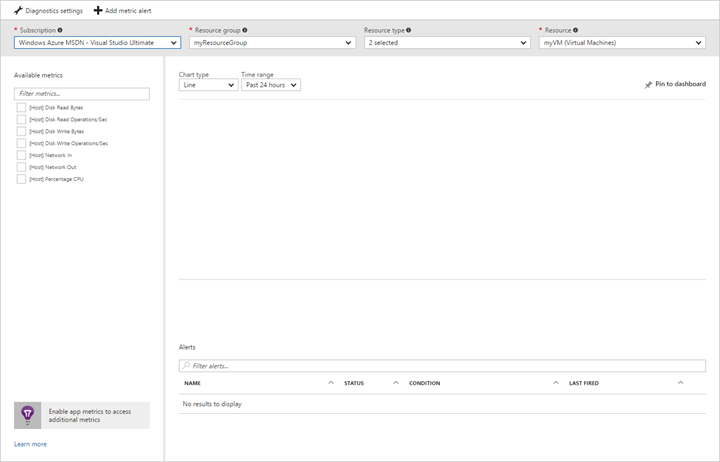 Diagnostics settings Add metric alert
* Subscription * Resource group Resource type * Resource
Windows Azure MSDN - Visual Studio Ultimate myResourceGroup 2 selected myVM (Virtual Machines)
Available metrics
Filter metrics...
[Host] Disk Read Bytes
[Host] Disk Read Operations/Sec
[Host] Disk Write Bytes
[Host] Disk Write Operations/Sec
[Host] Network In
[Host] Network Out
[Host] Percentage CPU
Enable app metrics to access
additional metrics
Learn more
Chart type Time range
Line Past 24 hours Pin to dashboard
Alerts
Filter alerts...
NAME STATUS CONDITION LAST FIRED
No results to display